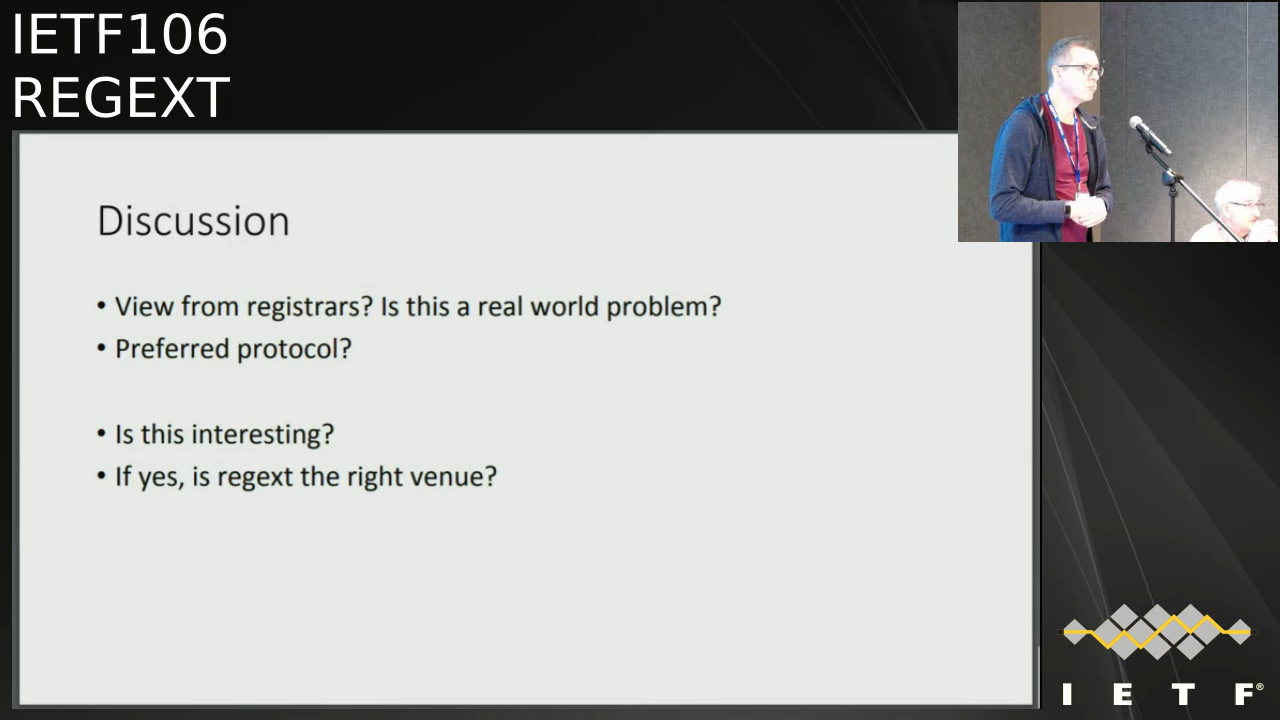 IETF106
REGEXT
Discussion
• View from registrars? Is this a real world problem?
• Preferred protocol?
• Is this interesting?
• If yes, is regext the right venue?
I E T F®